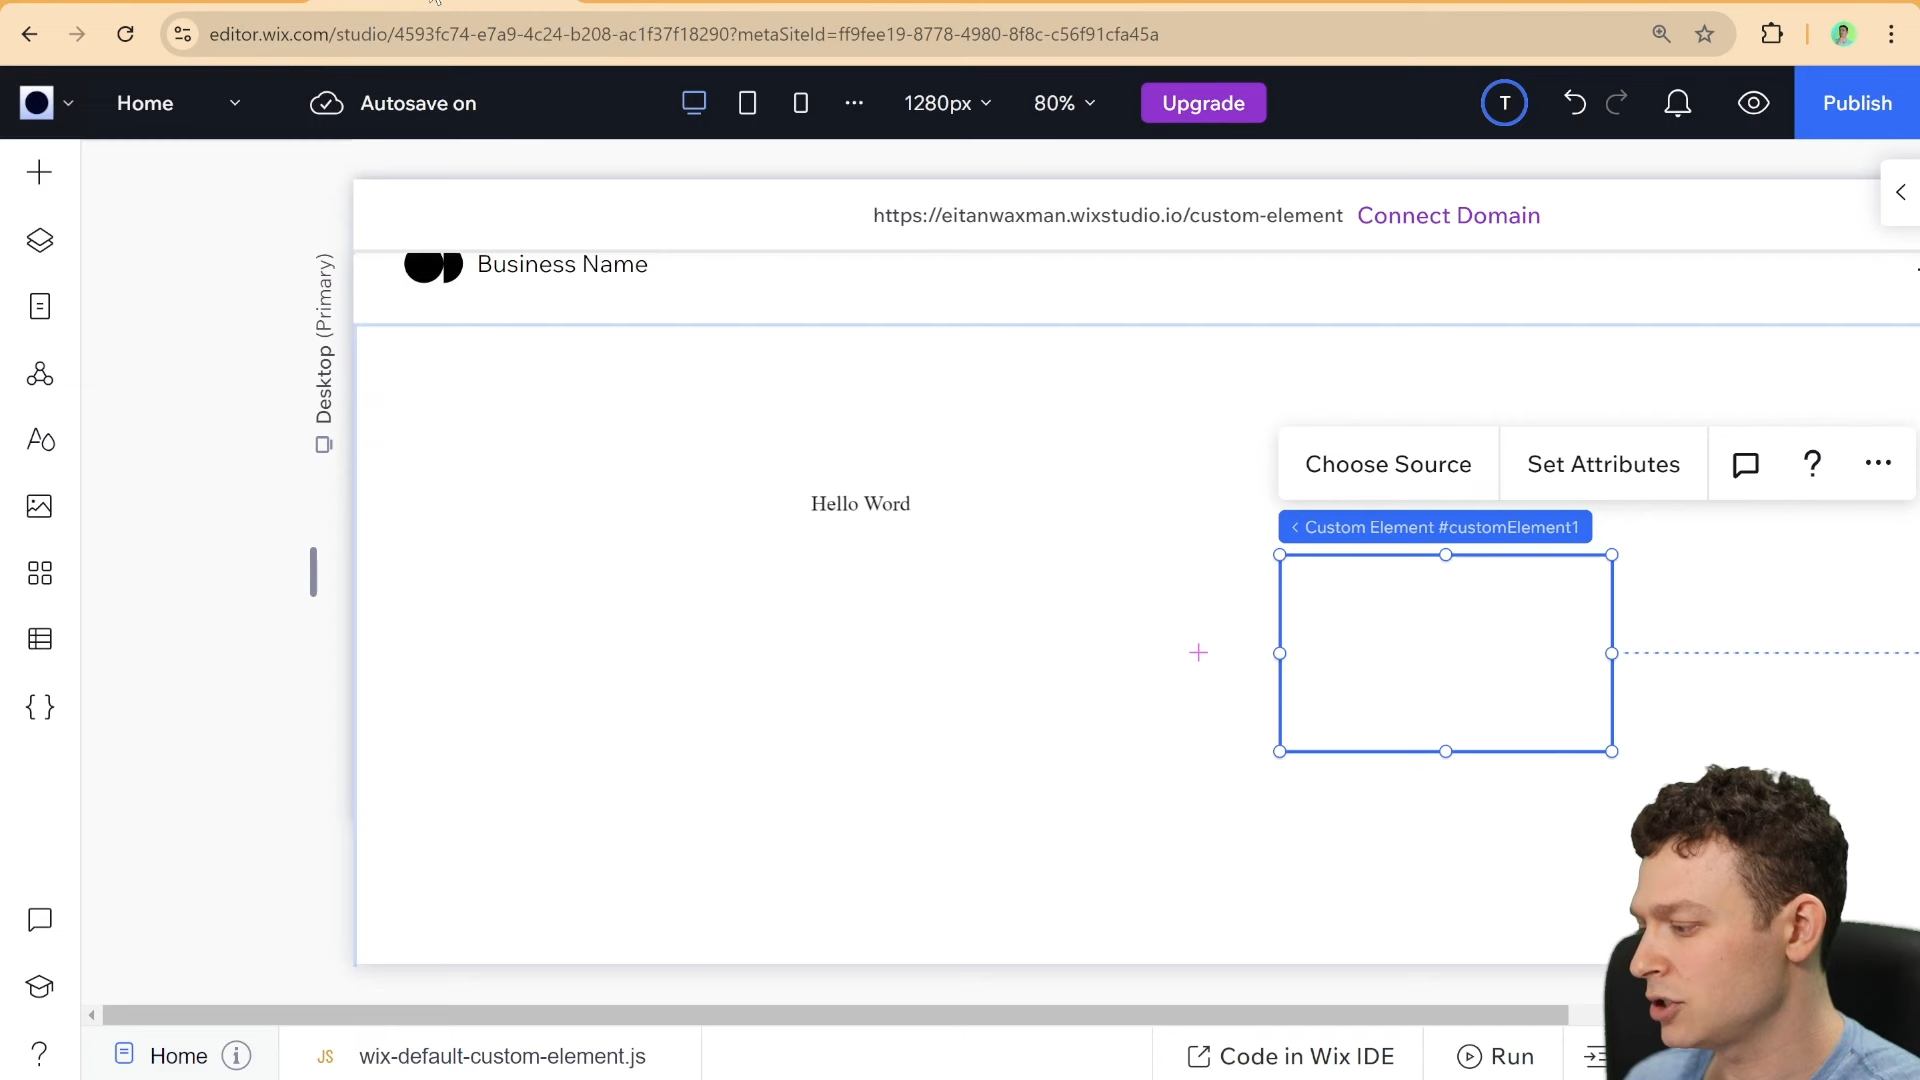 editor.wix.com/studio/4593fc74-e7a9-4c24-b208-ac1f37f18290?metaSiteId=ff9fee19-8778-4980-8f8c-c56f91cfa45a
Home
Autosave on
1280px
80%
Upgrade
T
Publish
https://eitanwaxman.wixstudio.io/custom-element Connect Domain
Business Name
Desktop (Primary)
Choose Source
Set Attributes
?
Hello Word
< Custom Element #customElement1
?
Home
JS wix-default-custom-element.js
Code in Wix IDE
Run